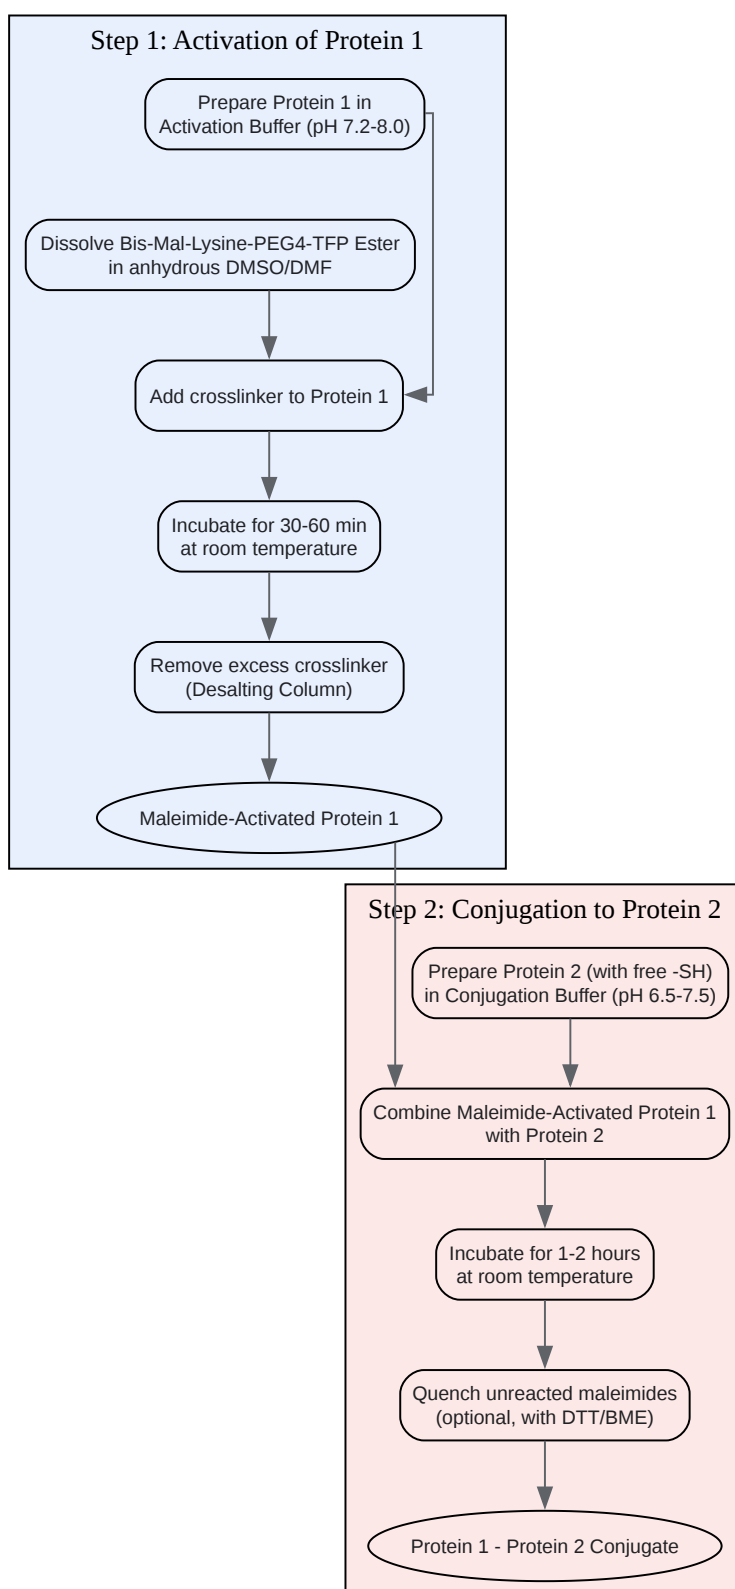 Step 1: Activation of Protein 1
Prepare Protein 1 in
Activation Buffer (pH 7.2-8.0)
Dissolve Bis-Mal-Lysine-PEG4-TFP Ester
in anhydrous DMSO/DMF
Add crosslinker to Protein 1
Incubate for 30-60 min
at room temperature
Remove excess crosslinker
(Desalting Column)
Maleimide-Activated Protein 1
Step 2: Conjugation to Protein 2
Prepare Protein 2 (with free -SH)
in Conjugation Buffer (pH 6.5-7.5)
Combine Maleimide-Activated Protein 1
with Protein 2
Incubate for 1-2 hours
at room temperature
Quench unreacted maleimides
(optional, with DTT/BME)
Protein 1 - Protein 2 Conjugate